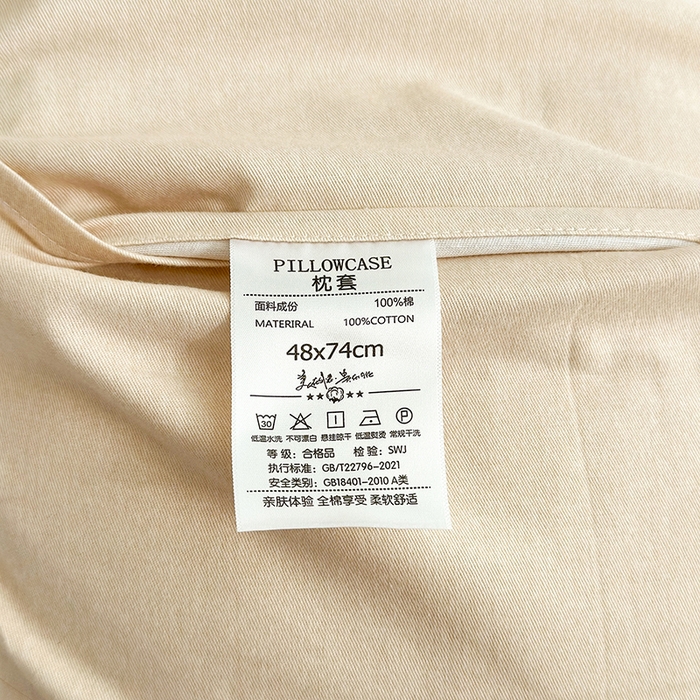 PILLOWCASE
枕套
面料成份 100%棉
MATERIRAL 100%COTTON
48x74cm
30 P
低温水洗 不可漂白 悬挂晾干 低温熨烫 常规干洗
等 级：合格品 检 验：SWJ
执行标准：GB/T22796-2021
安全类别：GB18401-2010 A类
亲肤体验 全棉享受 柔软舒适